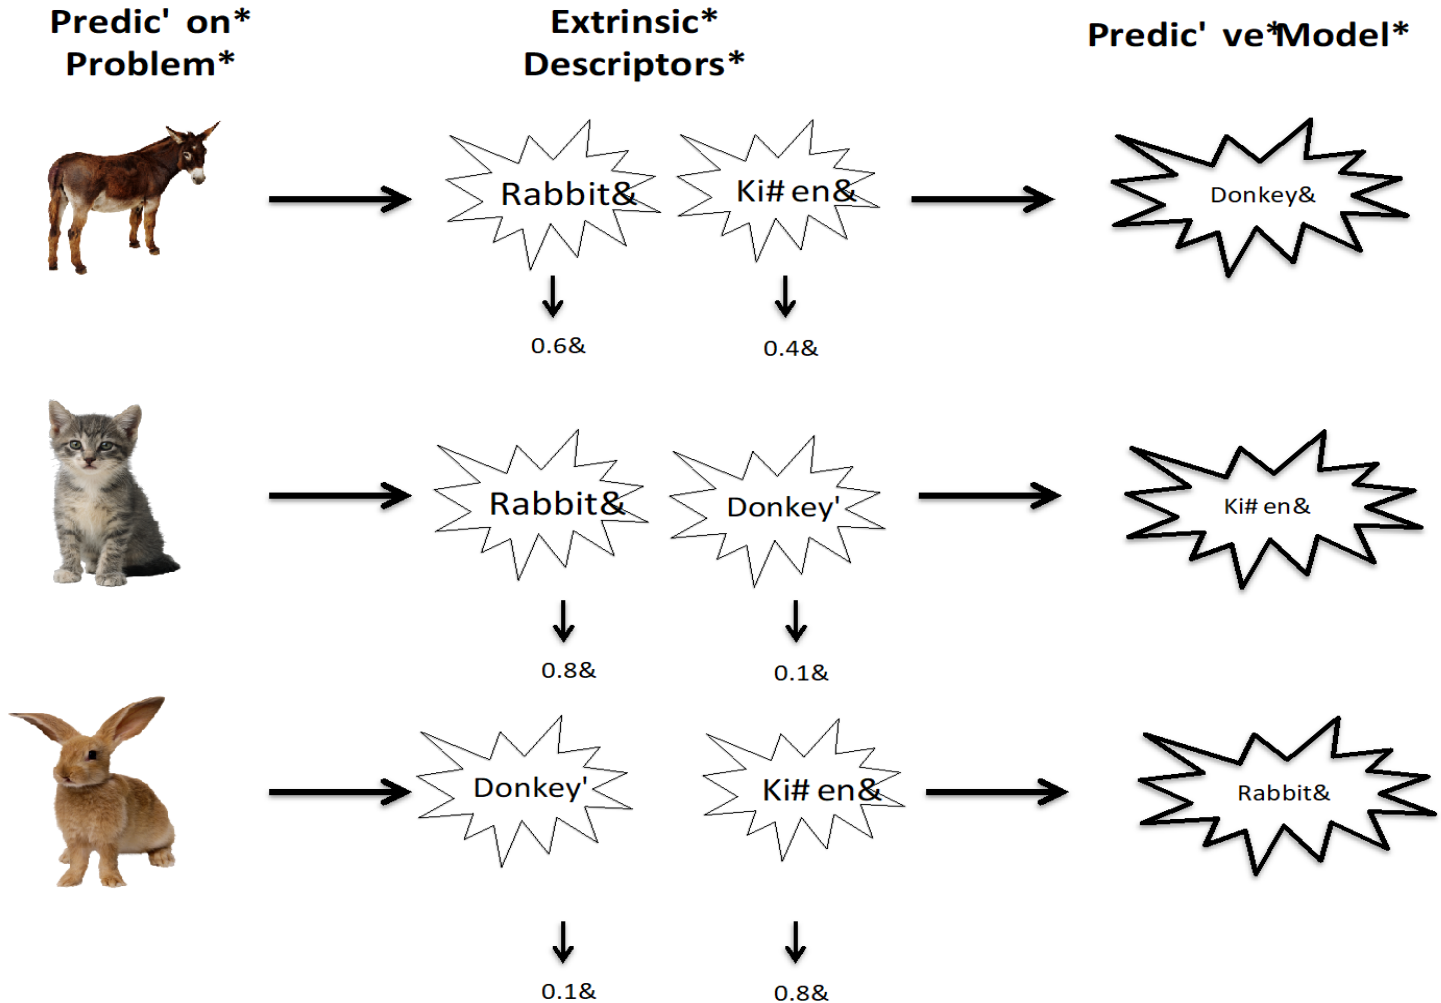 Predic' on*
Problem*
Extrinsic*
Descriptors*
Predic' ve*Model*
Rabbit&
Ki# en&
Donkey&
0.6&
0.4&
Rabbit&
Donkey'
Ki# en&
0.8&
0.1&
Donkey'
Ki# en&
Rabbit&
0.1&
0.8&